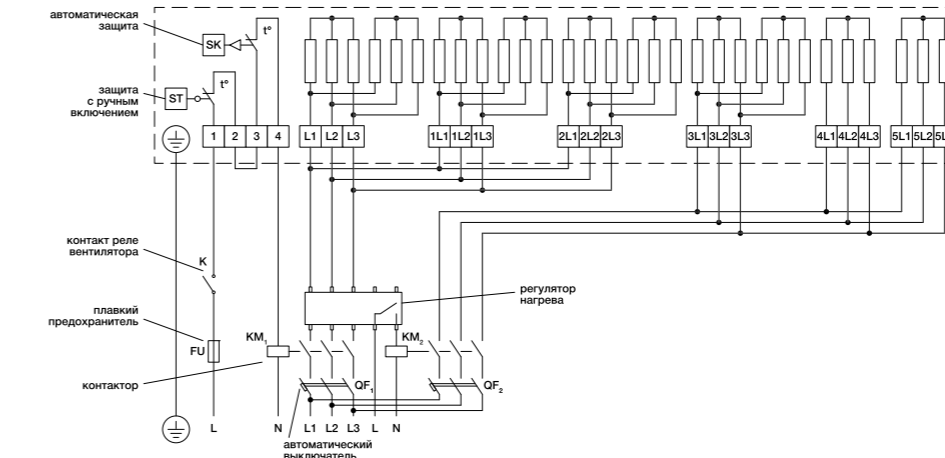 автоматическая
защита
SK
t°
защита
с ручным
включением
ST
t°
1 2 3 4 L1 L2 L3 1L1 1L2 1L3 2L1 2L2 2L3 3L1 3L2 3L3 4L1 4L2 4L3 5L1 5L2
контакт реле
вентилятора
K
регулятор
нагрева
плавкий
предохранитель
FU
KM1
KM2
контактор
QF1
QF2
L N L1 L2 L3 L N
автоматический
выключатель